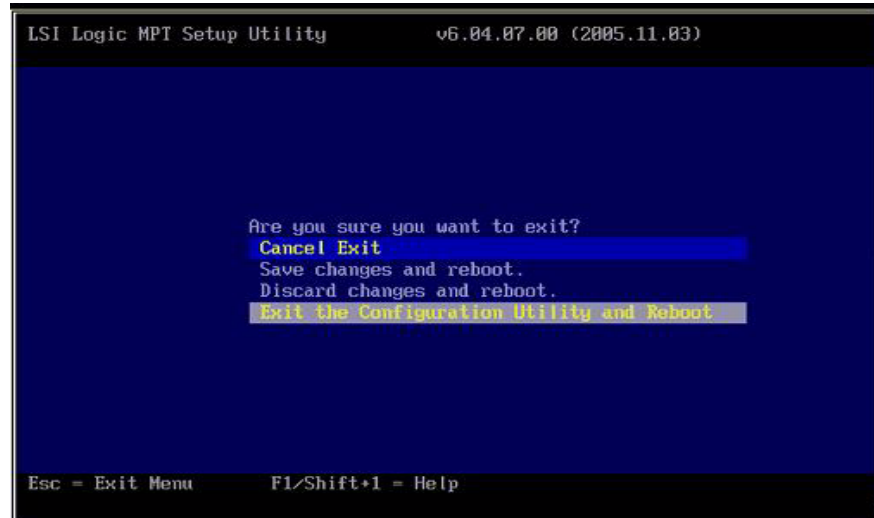 LSI Logic MPT Setup Utility v6.04.07.00 (2005.11.03)
Are you sure you want to exit?
Cancel Exit
Save changes and reboot.
Discard changes and reboot.
Exit the Configuration Utility and Reboot
Esc = Exit Menu F1/Shift+1 = Help